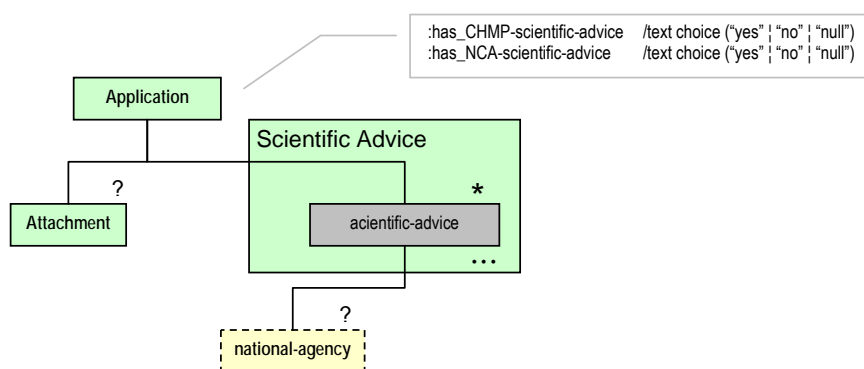 :has_CHMP-scientific-advice /text choice (“yes” ¦ “no” ¦ “null”)
:has_NCA-scientific-advice /text choice (“yes” ¦ “no” ¦ “null”)
Application
Scientific Advice
?
*
Attachment
acientific-advice
...
?
national-agency